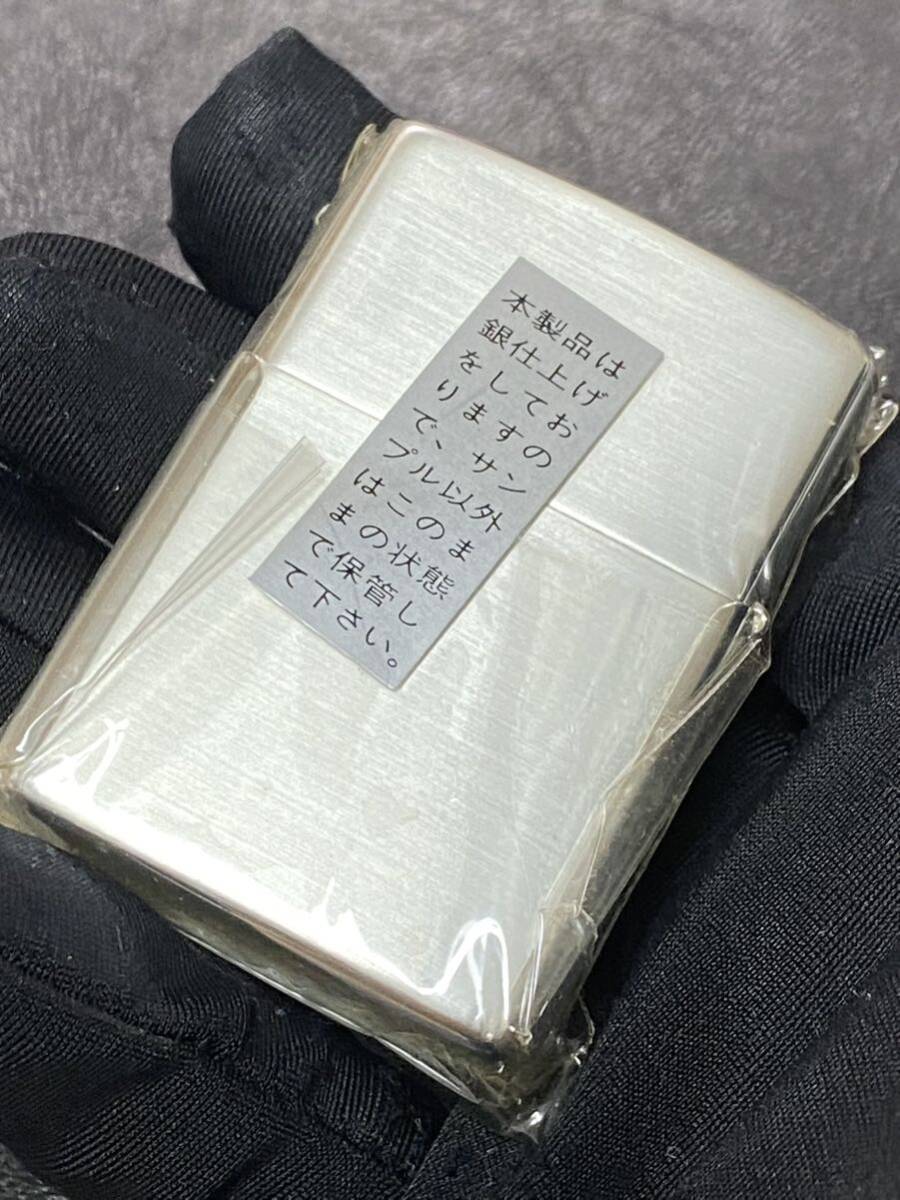 本製品は
銀仕上げ
をしてお
りますの
で、サン
プル以外
はこのま
まの状態
で保管し
て下さい。